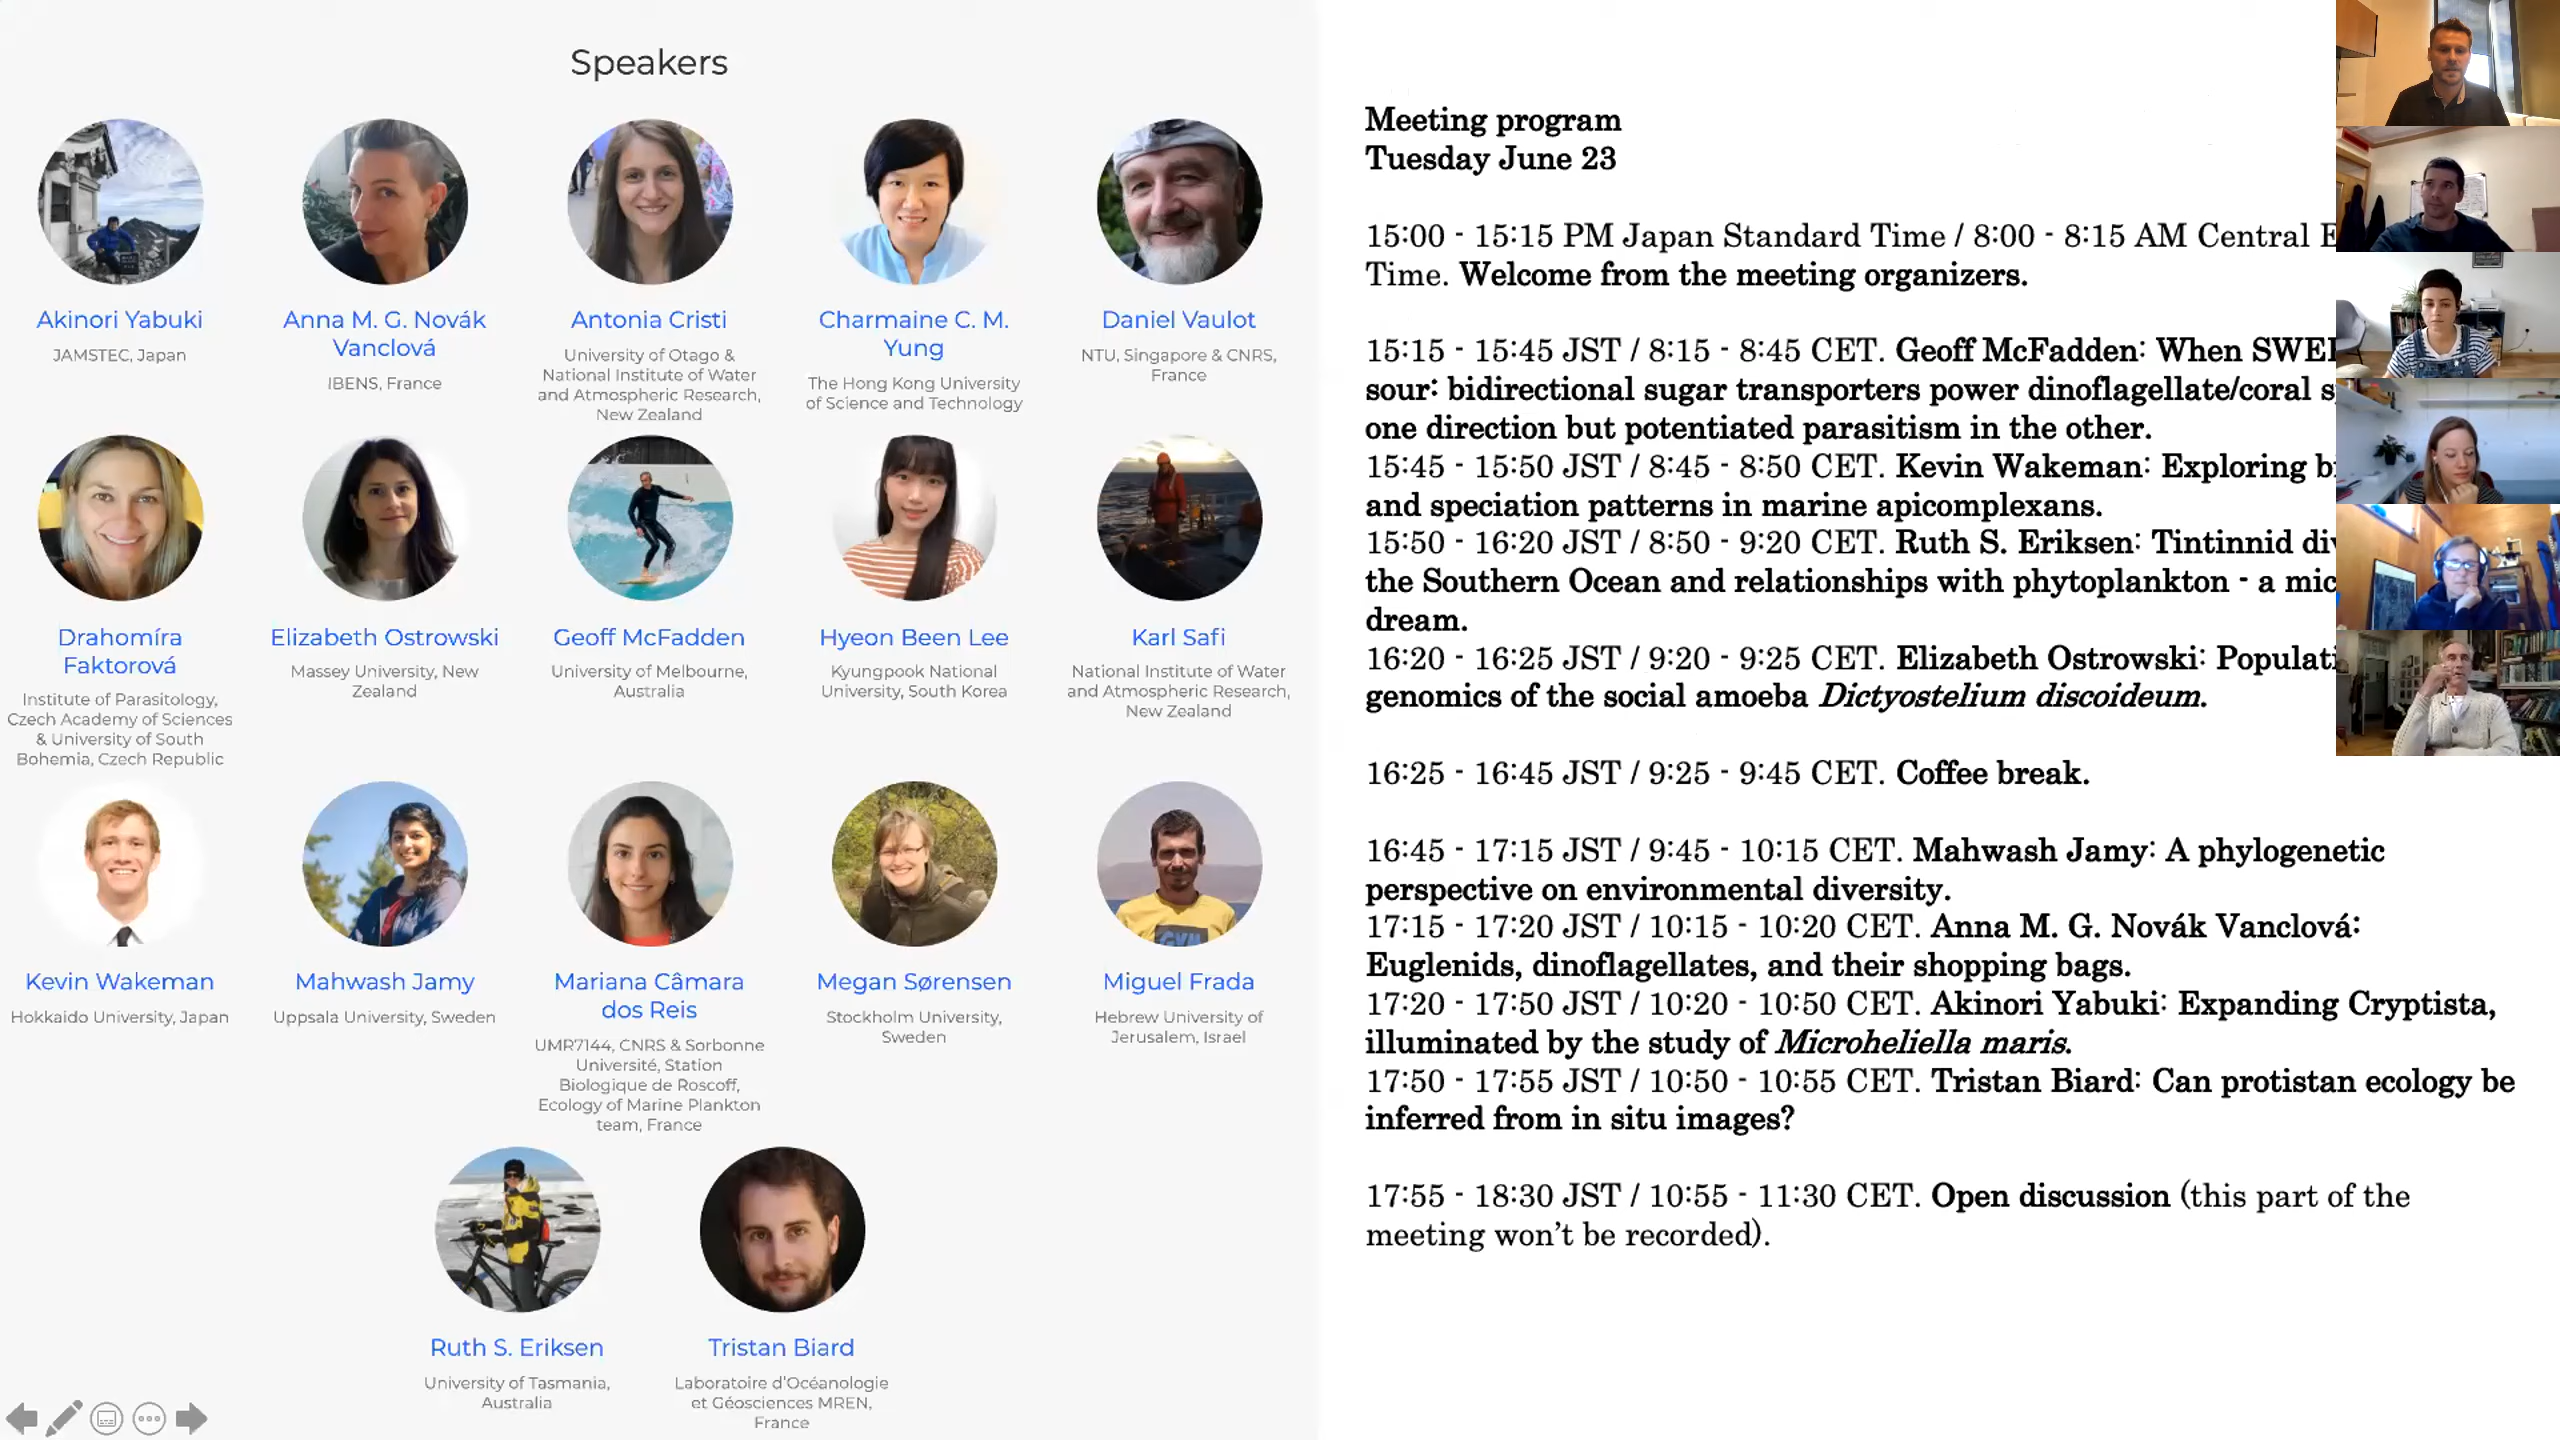 Speakers
Akinori Yabuki
JAMSTEC, Japan
Anna M. G. Novák
Vanclová
IBENS, France
Antonia Cristi
University of Otago &
National Institute of Water
and Atmospheric Research,
New Zealand
Charmaine C. M.
Yung
The Hong Kong University
of Science and Technology
Daniel Vaulot
NTU, Singapore & CNRS,
France
Drahomíra
Faktorová
Institute of Parasitology,
Czech Academy of Sciences
& University of South
Bohemia, Czech Republic
Elizabeth Ostrowski
Massey University, New
Zealand
Geoff McFadden
University of Melbourne,
Australia
Hyeon Been Lee
Kyungpook National
University, South Korea
Karl Safi
National Institute of Water
and Atmospheric Research,
New Zealand
Kevin Wakeman
Hokkaido University, Japan
Mahwash Jamy
Uppsala University, Sweden
Mariana Câmara
dos Reis
UMR7144, CNRS & Sorbonne
Université, Station
Biologique de Roscoff,
Ecology of Marine Plankton
team, France
Megan Sørensen
Stockholm University,
Sweden
Miguel Frada
Hebrew University of
Jerusalem, Israel
Ruth S. Eriksen
University of Tasmania,
Australia
Tristan Biard
Laboratoire d'Océanologie
et Géosciences MREN,
France
Meeting program
Tuesday June 23
15:00 - 15:15 PM Japan Standard Time / 8:00 - 8:15 AM Central
Time. Welcome from the meeting organizers.
15:15 - 15:45 JST / 8:15 - 8:45 CET. Geoff McFadden: When
sour: bidirectional sugar transporters power dinoflagellate/coral
one direction but potentiated parasitism in the other.
15:45 - 15:50 JST / 8:45 - 8:50 CET. Kevin Wakeman: Exploring
and speciation patterns in marine apicomplexans.
15:50 - 16:20 JST / 8:50 - 9:20 CET. Ruth S. Eriksen: Tintinnid
the Southern Ocean and relationships with phytoplankton - a
dream.
16:20 - 16:25 JST / 9:20 - 9:25 CET. Elizabeth Ostrowski:
genomics of the social amoeba Dictyostelium discoideum.
16:25 - 16:45 JST / 9:25 - 9:45 CET. Coffee break.
16:45 - 17:15 JST / 9:45 - 10:15 CET. Mahwash Jamy: A phylogenetic
perspective on environmental diversity.
17:15 - 17:20 JST / 10:15 - 10:20 CET. Anna M. G. Novák Vanclová:
Euglenids, dinoflagellates, and their shopping bags.
17:20 - 17:50 JST / 10:20 - 10:50 CET. Akinori Yabuki: Expanding Cryptista,
illuminated by the study of Microheliella maris.
17:50 - 17:55 JST / 10:50 - 10:55 CET. Tristan Biard: Can protistan ecology be
inferred from in situ images?
17:55 - 18:30 JST / 10:55 - 11:30 CET. Open discussion (this part of the
meeting won't be recorded).